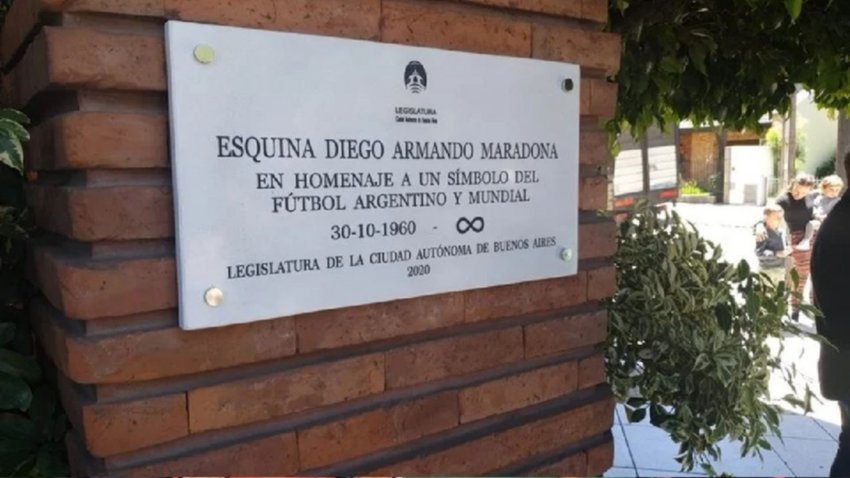 LEGISLATURA
ESQUINA DIEGO ARMANDO MARADONA
EN HOMENAJE A UN SÍMBOLO DEL
FÚTBOL ARGENTINO Y MUNDIAL
30-10-1960 - ∞
LEGISLATURA DE LA CIUDAD AUTÓNOMA DE BUENOS AIRES
2020